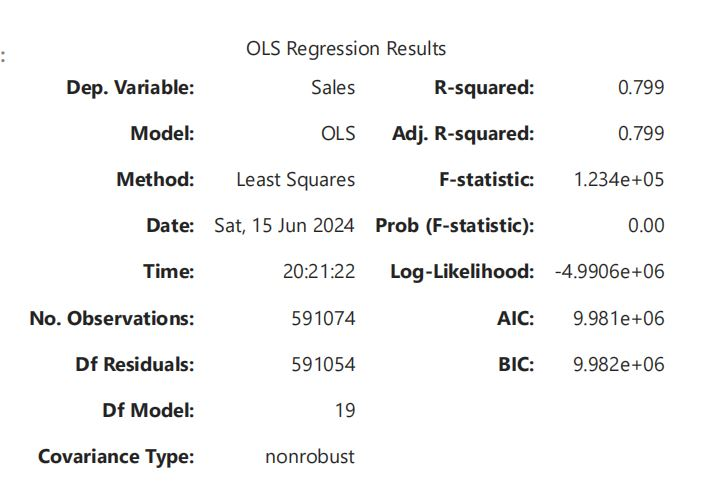 :
OLS Regression Results
Dep. Variable: Sales R-squared: 0.799
Model: OLS Adj. R-squared: 0.799
Method: Least Squares F-statistic: 1.234e+05
Date: Sat, 15 Jun 2024 Prob (F-statistic): 0.00
Time: 20:21:22 Log-Likelihood: -4.9906e+06
No. Observations: 591074 AIC: 9.981e+06
Df Residuals: 591054 BIC: 9.982e+06
Df Model: 19
Covariance Type: nonrobust